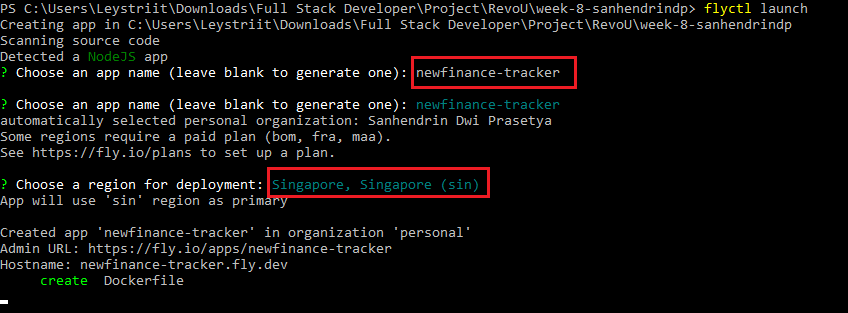 PS C:\Users\Leystriit\Downloads\Full Stack Developer\Project\RevoU\week-8-sanhendrindp> flyctl launch
Creating app in C:\Users\Leystriit\Downloads\Full Stack Developer\Project\RevoU\week-8-sanhendrindp
Scanning source code
Detected a NodeJS app
? Choose an app name (leave blank to generate one): newfinance-tracker
? Choose an app name (leave blank to generate one): newfinance-tracker
automatically selected personal organization: Sanhendrin Dwi Prasetya
Some regions require a paid plan (bom, fra, maa).
See https://fly.io/plans to set up a plan.
? Choose a region for deployment: Singapore, Singapore (sin)
App will use 'sin' region as primary
Created app 'newfinance-tracker' in organization 'personal'
Admin URL: https://fly.io/apps/newfinance-tracker
Hostname: newfinance-tracker.fly.dev
create Dockerfile